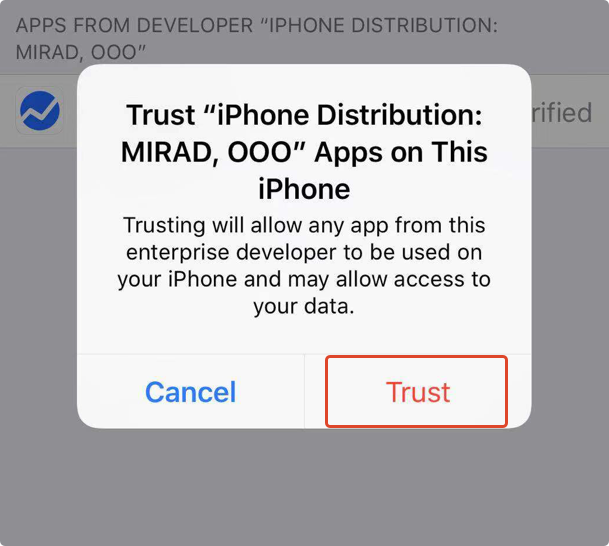 APPS FROM DEVELOPER “IPHONE DISTRIBUTION:
MIRAD, OOO”
rified
Trust “iPhone Distribution:
MIRAD, OOO” Apps on This
iPhone
Trusting will allow any app from this
enterprise developer to be used on
your iPhone and may allow access to
your data.
Cancel
Trust